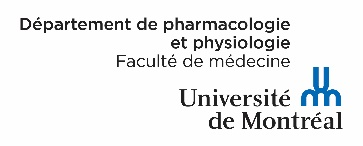 Département de pharmacologie
et physiologie
Faculté de médecine
Université
de Montréal